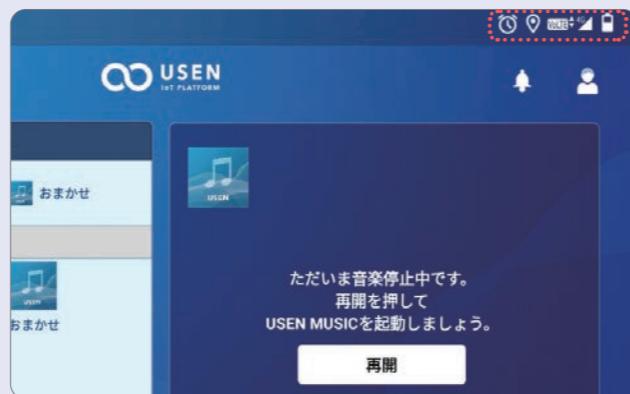 VoLTE 4G
USEN
IoT PLATFORM
USEN
おまかせ
USEN
おまかせ
ただいま音楽停止中です。
再開を押して
USEN MUSICを起動しましょう。
再開